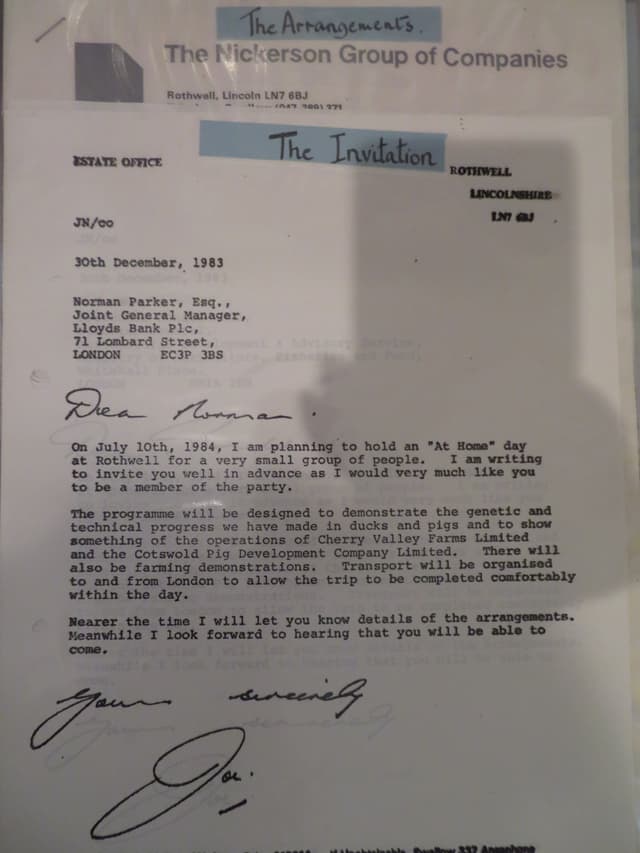 The Arrangements.
The Nickerson Group of Companies
Rothwell, Lincoln LN7 6BJ
The Invitation
ESTATE OFFICE
ROTHWELL
LINCOLNSHIRE
LN7 6BJ
JN/co
30th December, 1983
Norman Parker, Esq.,
Joint General Manager,
Lloyds Bank Plc,
71 Lombard Street,
LONDON EC3P 3BS
Dear Norman.
On July 10th, 1984, I am planning to hold an "At Home" day
at Rothwell for a very small group of people. I am writing
to invite you well in advance as I would very much like you
to be a member of the party.
The programme will be designed to demonstrate the genetic and
technical progress we have made in ducks and pigs and to show
something of the operations of Cherry Valley Farms Limited
and the Cotswold Pig Development Company Limited. There will
also be farming demonstrations. Transport will be organised
to and from London to allow the trip to be completed comfortably
within the day.
Nearer the time I will let you know details of the arrangements.
Meanwhile I look forward to hearing that you will be able to
come.
Yours sincerely
Joe.